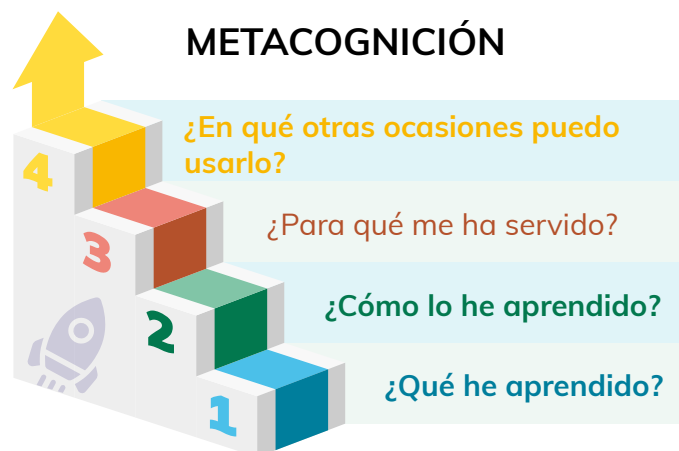 METACOGNICIÓN
¿En qué otras ocasiones puedo
usarlo?
4
¿Para qué me ha servido?
3
¿Cómo lo he aprendido?
2
¿Qué he aprendido?
1